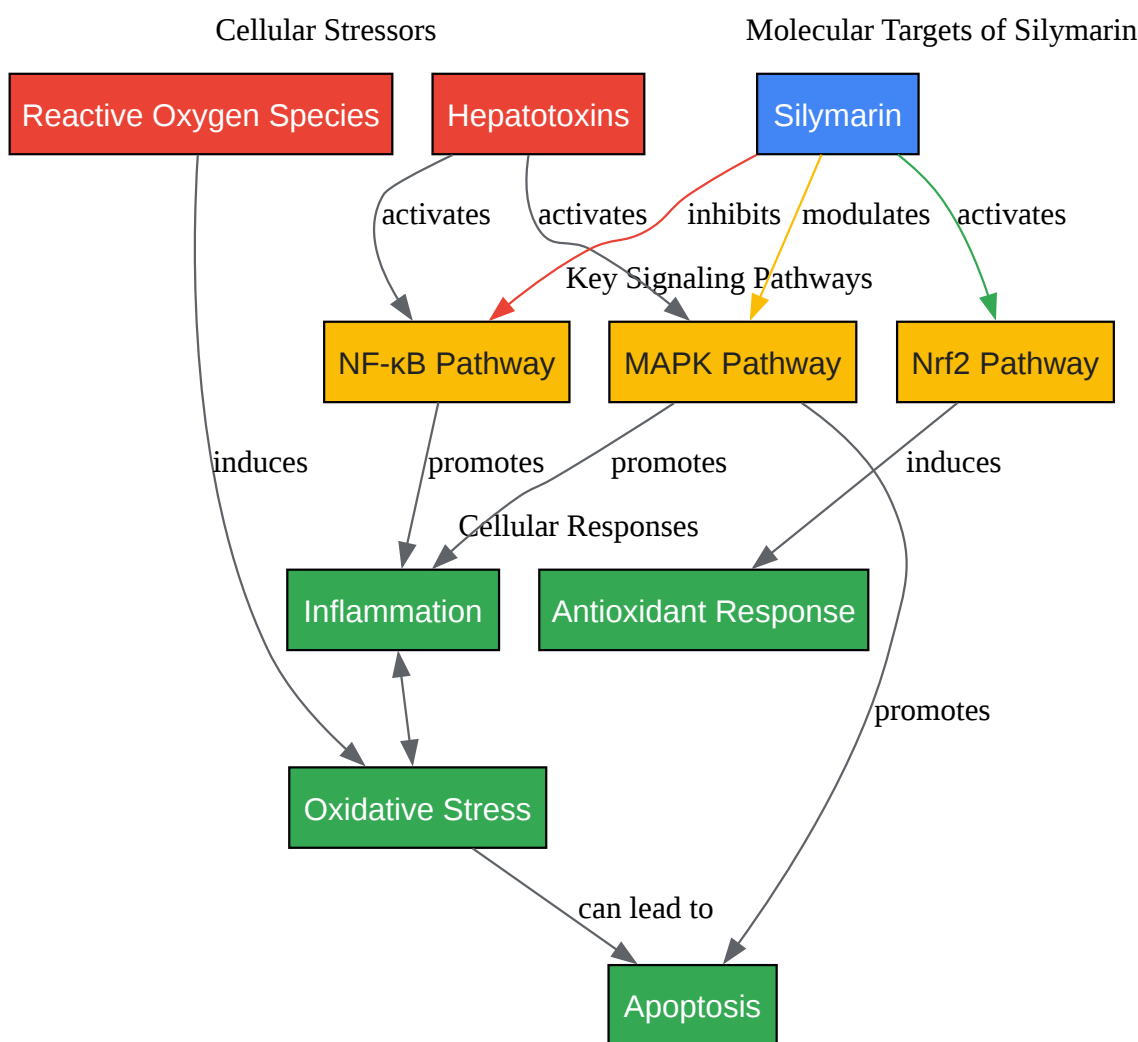 Cellular Stressors
Molecular Targets of Silymarin
Reactive Oxygen Species
Hepatotoxins
Silymarin
activates
activates
inhibits
modulates
activates
Key Signaling Pathways
NF-κB Pathway
MAPK Pathway
Nrf2 Pathway
induces
promotes
promotes
induces
Cellular Responses
Inflammation
Antioxidant Response
promotes
Oxidative Stress
can lead to
Apoptosis